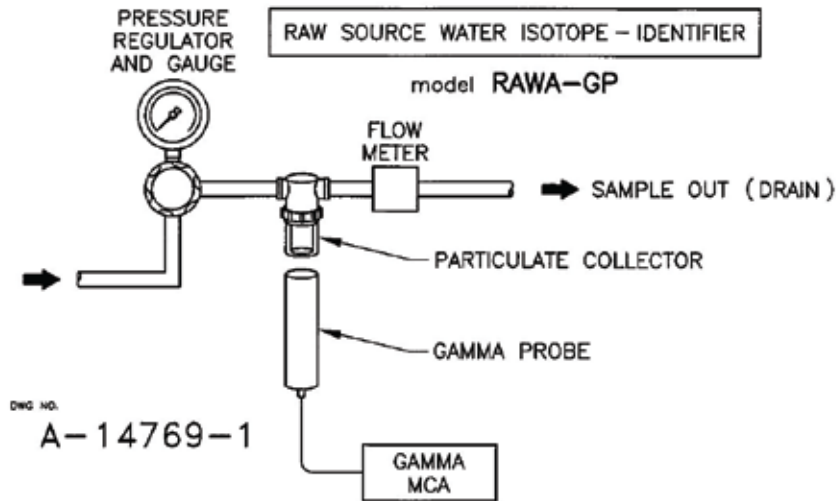 PRESSURE
REGULATOR
AND GAUGE
RAW SOURCE WATER ISOTOPE - IDENTIFIER
model RAWA-GP
FLOW
METER
SAMPLE OUT (DRAIN)
PARTICULATE COLLECTOR
GAMMA PROBE
DWG NO.
A-14769-1
GAMMA
MCA